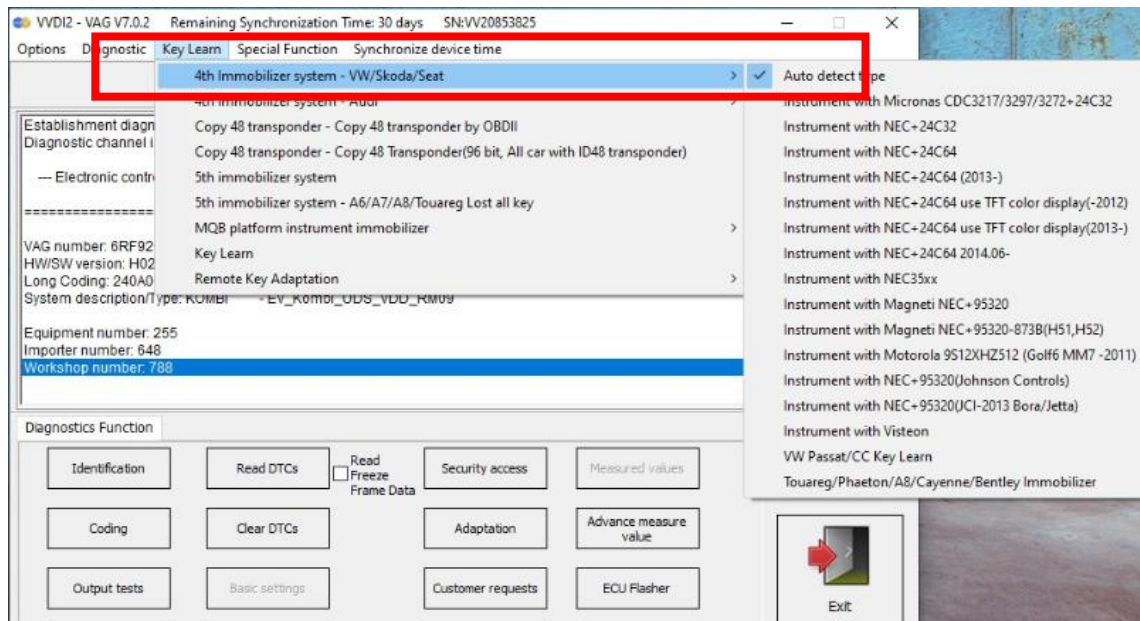 VVDI2 - VAG V7.0.2 Remaining Synchronization Time: 30 days SN:VV20853825
Options Diagnostic Key Learn Special Function Synchronize device time
4th Immobilizer system - VW/Skoda/Seat
4th Immobilizer system - Audi
Copy 48 transponder - Copy 48 transponder by OBDII
Copy 48 transponder - Copy 48 Transponder(96 bit, All car with ID48 transponder)
5th immobilizer system
5th immobilizer system - A6/A7/A8/Touareg Lost all key
MQB platform instrument immobilizer
Key Learn
Remote Key Adaptation
Auto detect type
Instrument with Micronas CDC3217/3297/3272+24C32
Instrument with NEC+24C32
Instrument with NEC+24C64
Instrument with NEC+24C64 (2013-)
Instrument with NEC+24C64 use TFT color display(-2012)
Instrument with NEC+24C64 use TFT color display(2013-)
Instrument with NEC+24C64 2014.06-
Instrument with NEC35xx
Instrument with Magneti NEC+95320
Instrument with Magneti NEC+95320-873B(H51,H52)
Instrument with Motorola 9S12XHZ512 (Golf6 MM7 -2011)
Instrument with NEC+95320(Johnson Controls)
Instrument with NEC+95320(JCI-2013 Bora/Jetta)
Instrument with Visteon
VW Passat/CC Key Learn
Touareg/Phaeton/A8/Cayenne/Bentley Immobilizer
Establishment diagn
Diagnostic channel i
--- Electronic contr
==================
VAG number: 6RF92
HW/SW version: H02
Long Coding: 240A0
System description/Type: KOMBI - EV_Kombi_UDS_VDD_RM09
Equipment number: 255
Importer number: 648
Workshop number: 788
Diagnostics Function
Identification Read DTCs Read Freeze Frame Data Security access Measured values
Coding Clear DTCs Adaptation Advance measure value
Output tests Basic settings Customer requests ECU Flasher
Exit